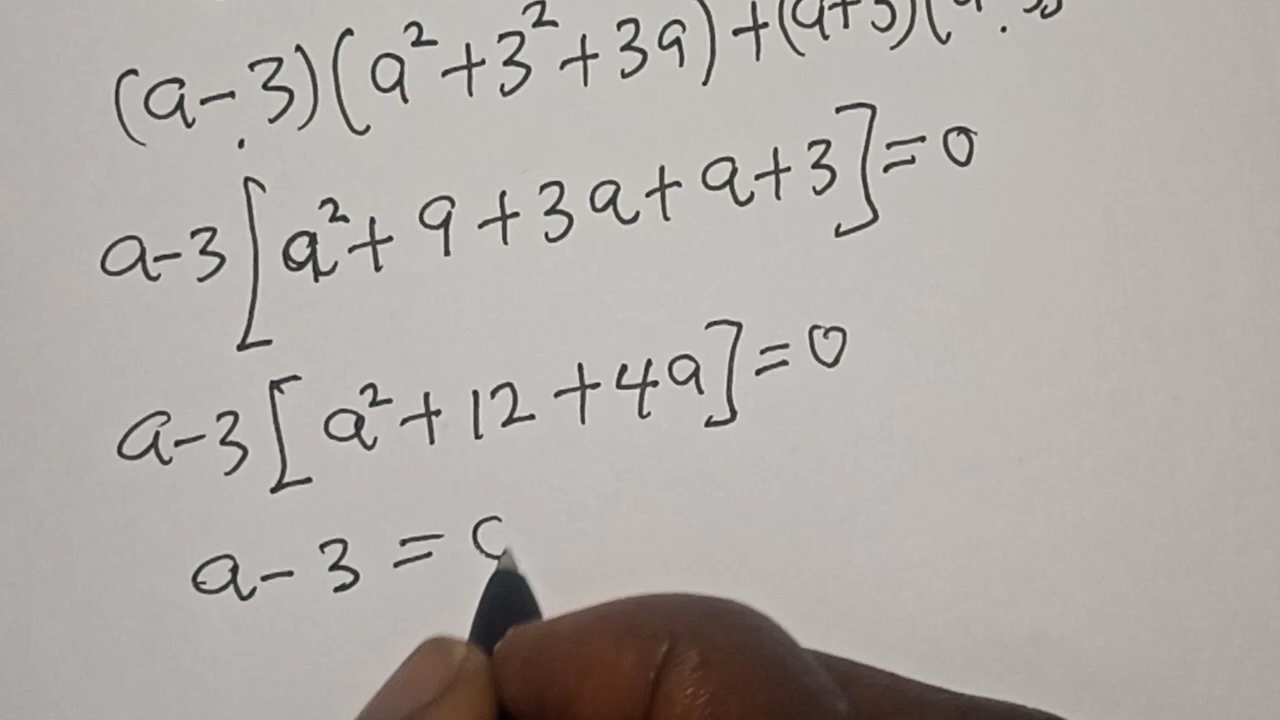 (a-3)(a²+3²+3a)+(a+3)(a
a-3[a²+9+3a+a+3]=0
a-3[a²+12+4a]=0
a-3=